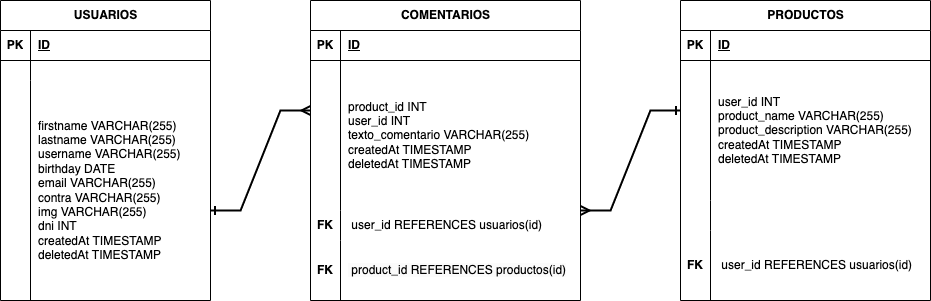 USUARIOS
PK ID
firstname VARCHAR(255)
lastname VARCHAR(255)
username VARCHAR(255)
birthday DATE
email VARCHAR(255)
contra VARCHAR(255)
img VARCHAR(255)
dni INT
createdAt TIMESTAMP
deletedAt TIMESTAMP
COMENTARIOS
PK ID
product_id INT
user_id INT
texto_comentario VARCHAR(255)
createdAt TIMESTAMP
deletedAt TIMESTAMP
FK user_id REFERENCES usuarios(id)
FK product_id REFERENCES productos(id)
PRODUCTOS
PK ID
user_id INT
product_name VARCHAR(255)
product_description VARCHAR(255)
createdAt TIMESTAMP
deletedAt TIMESTAMP
FK user_id REFERENCES usuarios(id)